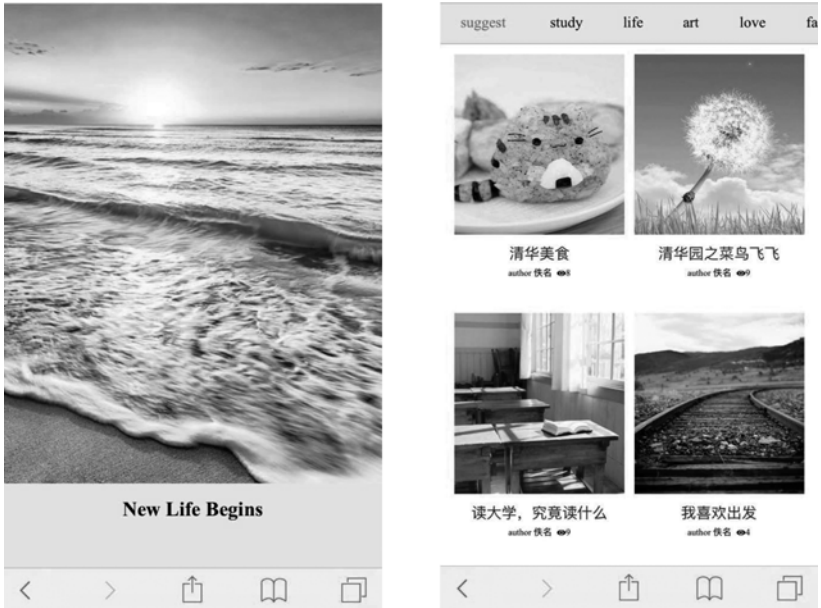 New Life Begins
suggest study life art love fa
清华美食
author 佚名 8
清华园之菜鸟飞飞
author 佚名 9
读大学，究竟读什么
author 佚名 9
我喜欢出发
author 佚名 4